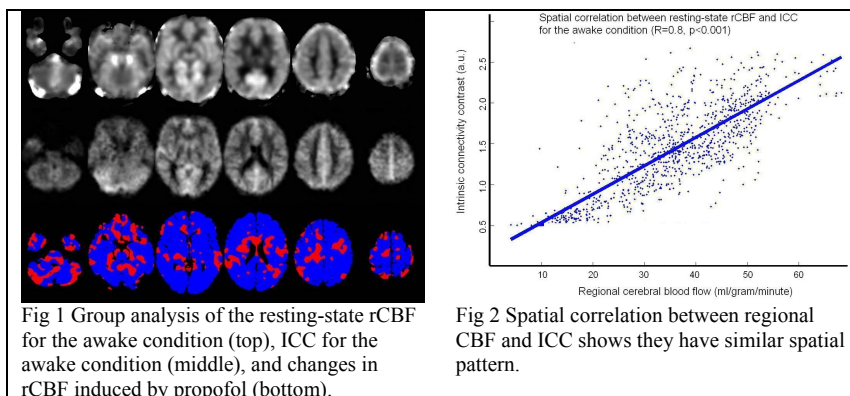 Spatial correlation between resting-state rCBF and ICC
for the awake condition (R=0.8, p<0.001)
Intrinsic connectivity contrast (a.u.)
2.5
2.0
1.5
1.0
0.5
10 20 30 40 50 60
Regional cerebral blood flow (ml/gram/minute)
Fig 1 Group analysis of the resting-state rCBF
for the awake condition (top), ICC for the
awake condition (middle), and changes in
rCBF induced by propofol (bottom).
Fig 2 Spatial correlation between regional
CBF and ICC shows they have similar spatial
pattern.